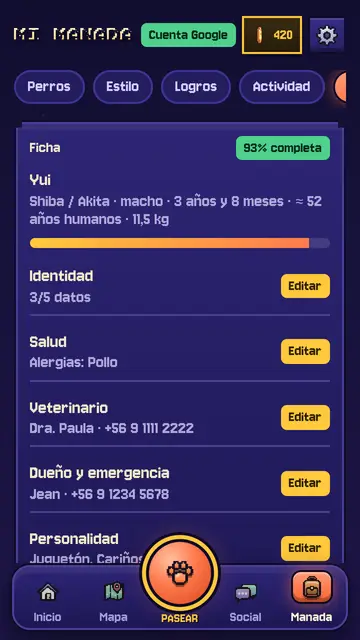 MI MANADA
Cuenta Google
420
Perros
Estilo
Logros
Actividad
Ficha
93% completa
Yui
Shiba / Akita · macho · 3 años y 8 meses · ≈ 52
años humanos · 11,5 kg
Identidad
3/5 datos
Editar
Salud
Alergias: Pollo
Editar
Veterinario
Dra. Paula · +56 9 1111 2222
Editar
Dueño y emergencia
Jean · +56 9 1234 5678
Editar
Personalidad
Juguetón, Cariños
Editar
Inicio
Mapa
PASEAR
Social
Manada